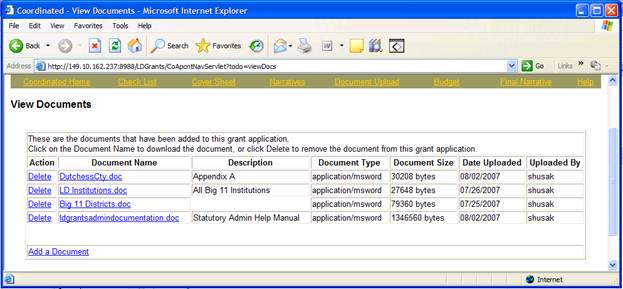 Coordinated - View Documents - Microsoft Internet Explorer
File Edit View Favorites Tools Help
Back Search Favorites
Address http://149.10.162.237:8988/LDGrants/CoApcntNavServlet?todo=viewDocs Go Links »
Coordinated Home Check List Cover Sheet Narratives Document Upload Budget Final Narrative Help
View Documents
These are the documents that have been added to this grant application.
Click on the Document Name to download the document, or click Delete to remove the document from this grant application.
Action Document Name Description Document Type Document Size Date Uploaded Uploaded By
Delete DutchessCty.doc Appendix A application/msword 30208 bytes 08/02/2007 shusak
Delete LD Institutions.doc All Big 11 Institutions application/msword 27648 bytes 07/26/2007 shusak
Delete Big 11 Districts.doc application/msword 79360 bytes 07/25/2007 shusak
Delete ldgrantsadmindocumentation.doc Statutory Admin Help Manual application/msword 1346560 bytes 08/02/2007 shusak
Add a Document
Internet